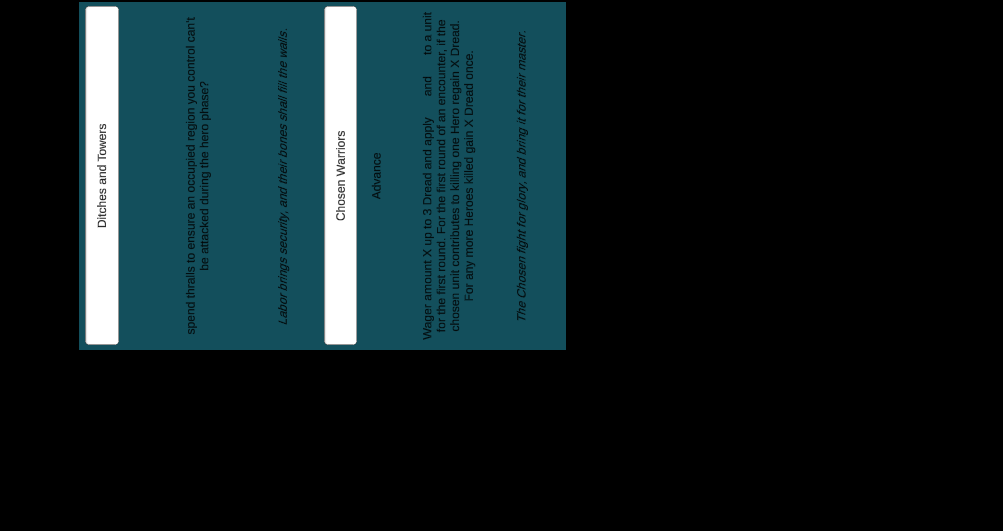 Ditches and Towers
spend thralls to ensure an occupied region you control can't
be attacked during the hero phase?
Labor brings security, and their bones shall fill the walls.
Chosen Warriors
Advance
Wager amount X up to 3 Dread and apply and to a unit
for the first round. For the first round of an encounter, if the
chosen unit contributes to killing one Hero regain X Dread.
For any more Heroes killed gain X Dread once.
The Chosen fight for glory, and bring it for their master.